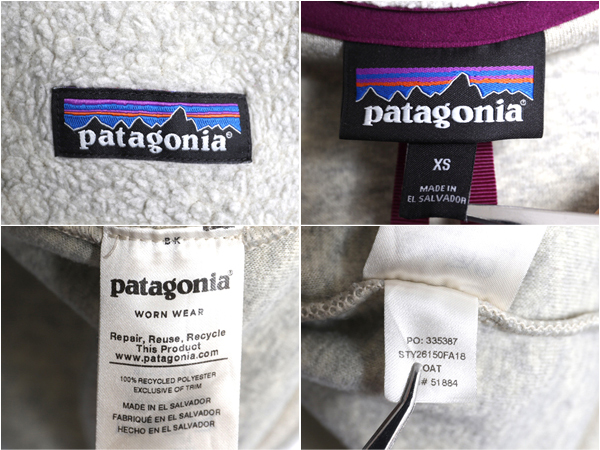 patagonia®
patagonia®
XS
MADE IN
EL SALVADOR
patagonia®
WORN WEAR
Repair, Reuse, Recycle
This Product
www.patagonia.com
100% RECYCLED POLYESTER
EXCLUSIVE OF TRIM
MADE IN EL SALVADOR
FABRIQUÉ EN EL SALVADOR
HECHO EN EL SALVADOR
PO: 335387
STY26150FA18
OAT
# 51884